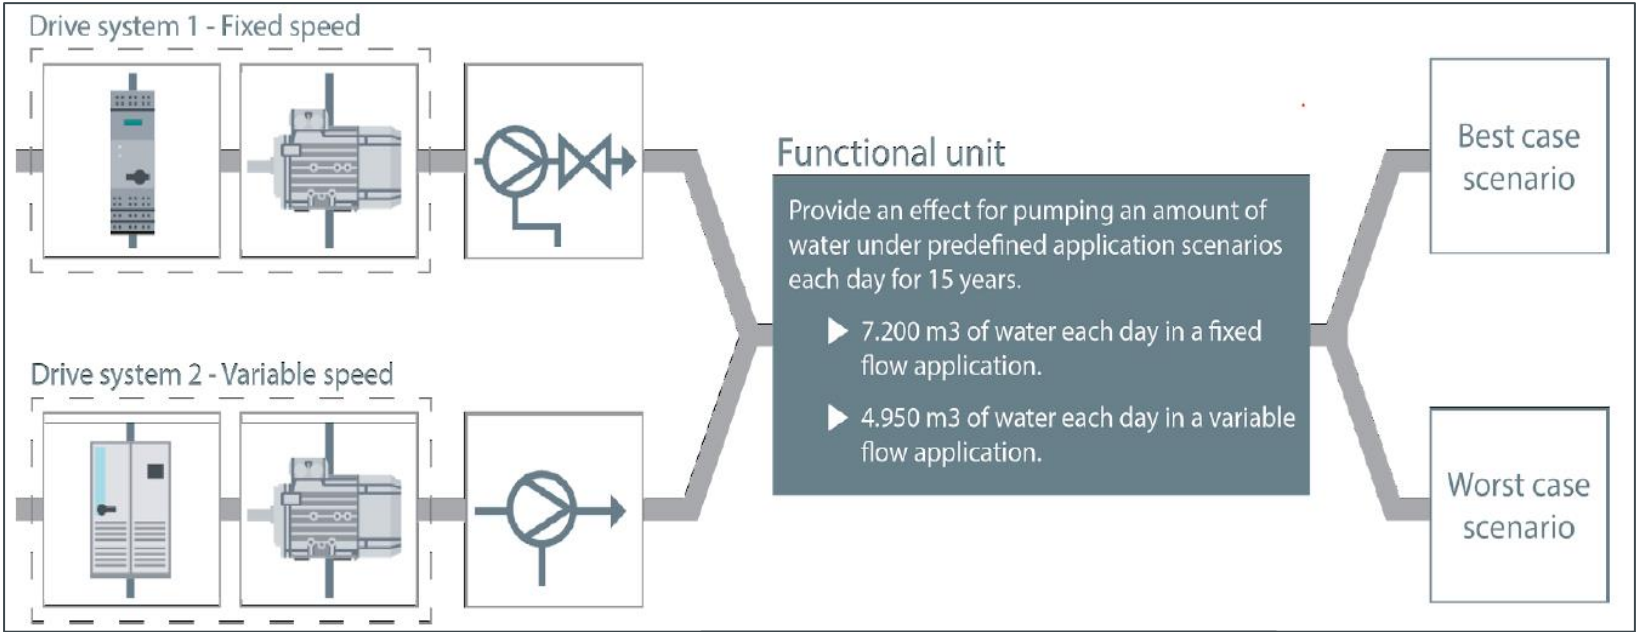 Drive system 1 - Fixed speed
Functional unit
Provide an effect for pumping an amount of
water under predefined application scenarios
each day for 15 years.
7.200 m3 of water each day in a fixed
flow application.
4.950 m3 of water each day in a variable
flow application.
Best case
scenario
Drive system 2 - Variable speed
Worst case
scenario